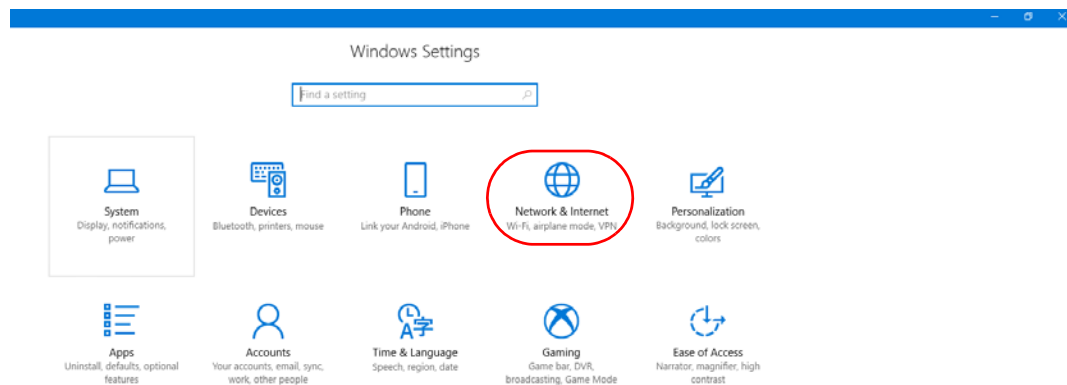 Windows Settings
Find a setting
System
Display, notifications,
power
Devices
Bluetooth, printers, mouse
Phone
Link your Android, iPhone
Network & Internet
Wi-Fi, airplane mode, VPN
Personalization
Background, lock screen,
colors
Apps
Uninstall, defaults, optional
features
Accounts
Your accounts, email, sync,
work, other people
A字
Time & Language
Speech, region, date
Gaming
Game bar, DVR,
broadcasting, Game Mode
Ease of Access
Narrator, magnifier, high
contrast